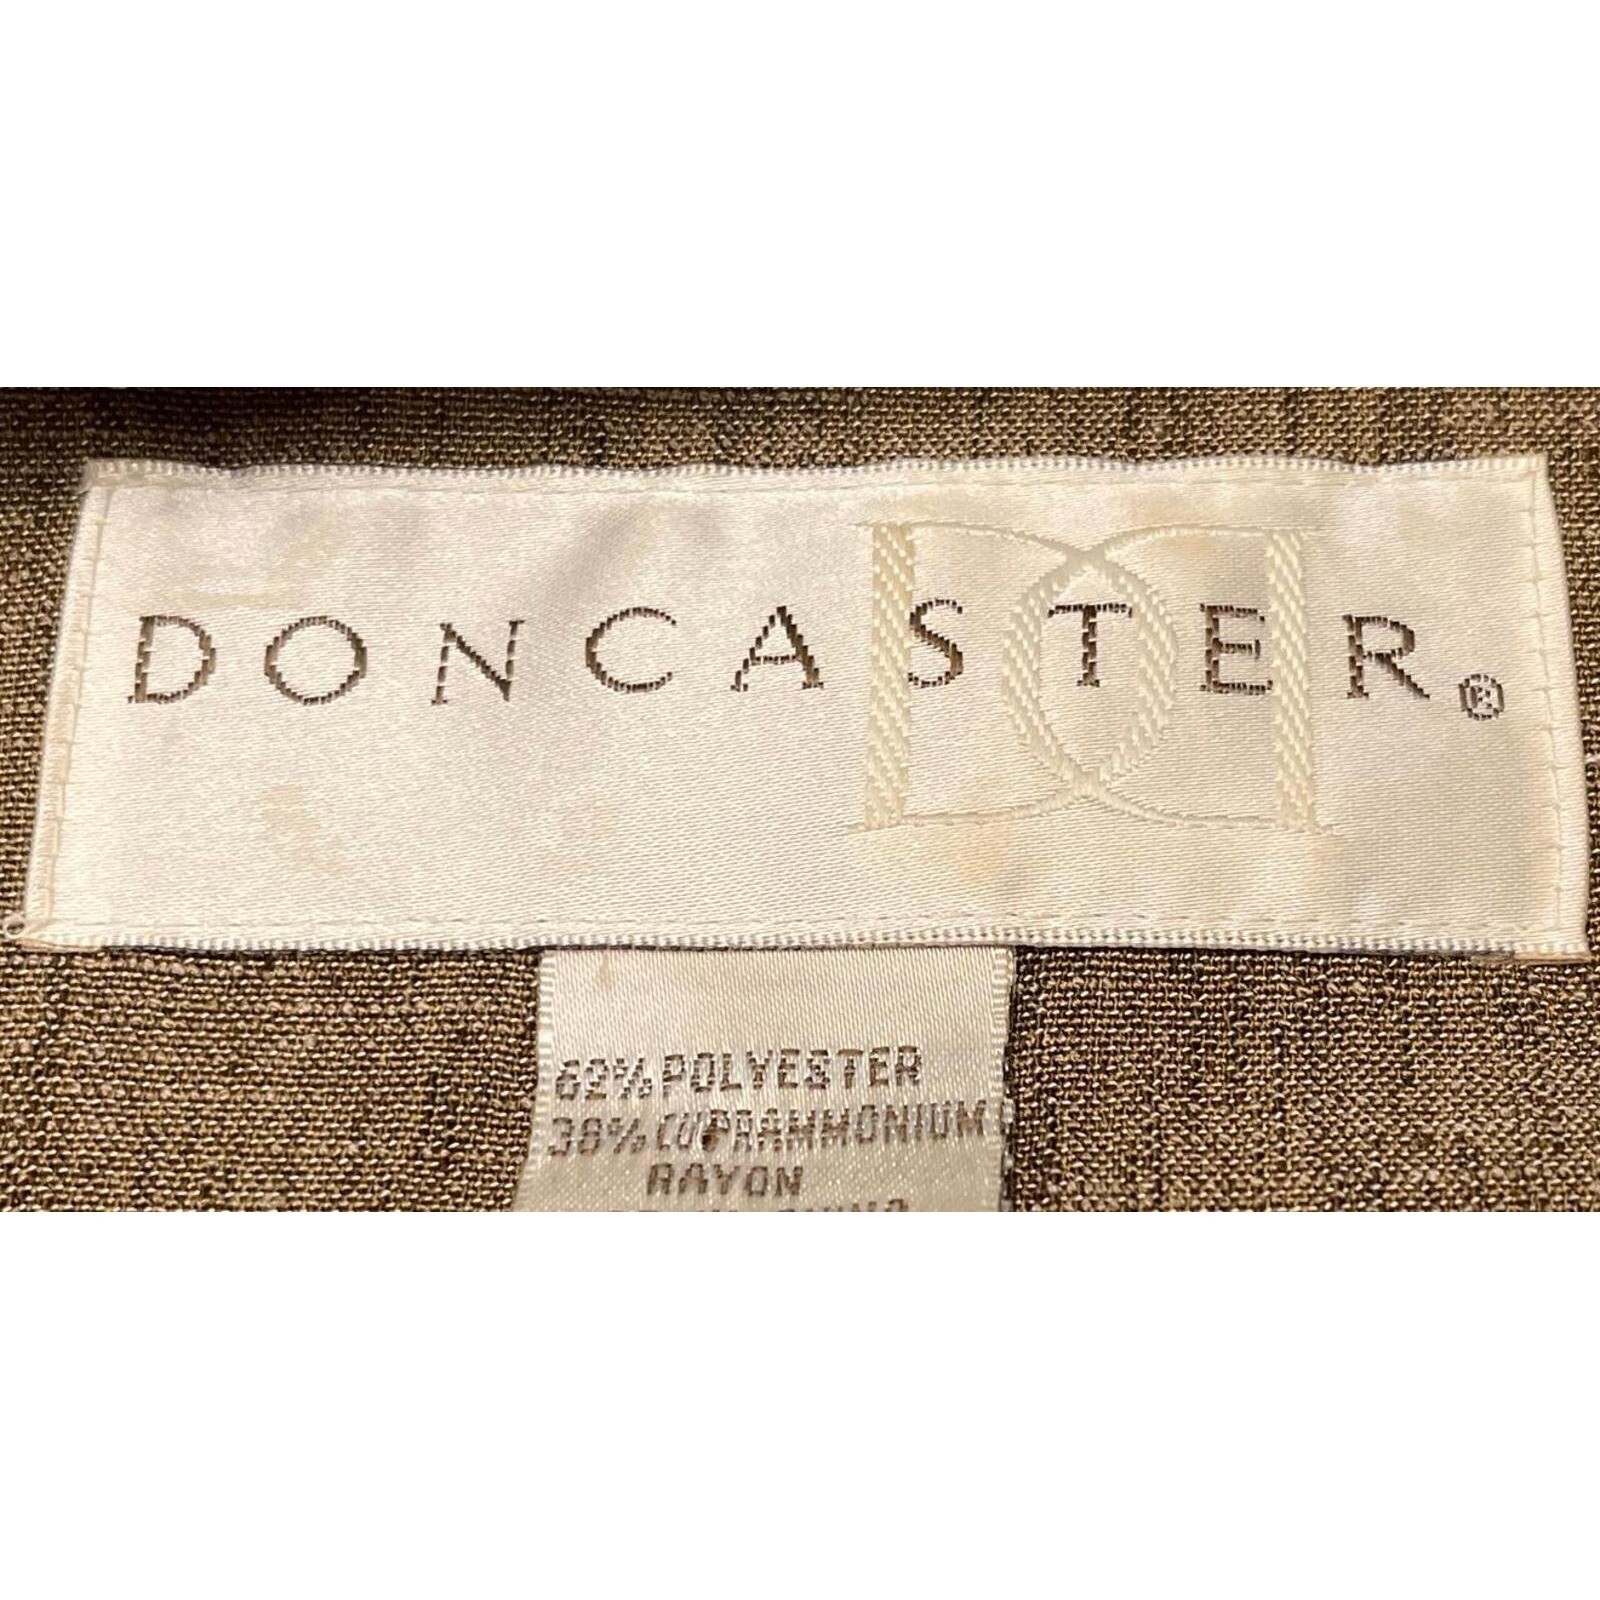 DONCASTER®
62% POLYESTER
38% CUPRAMMONIUM
RAYON